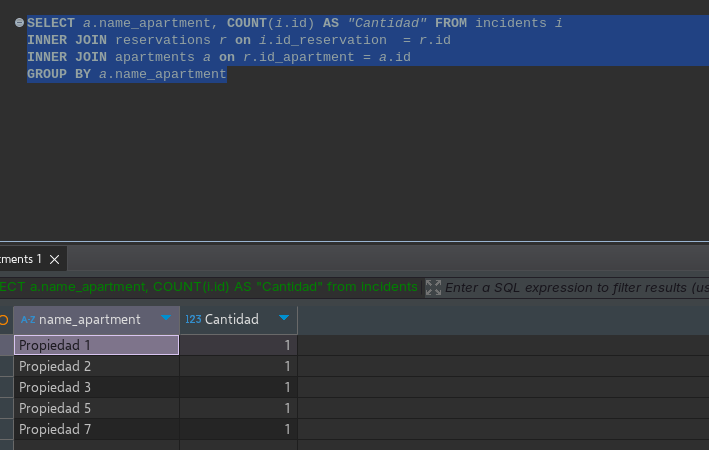 SELECT a.name_apartment, COUNT(i.id) AS "Cantidad" FROM incidents i
INNER JOIN reservations r on i.id_reservation  = r.id
INNER JOIN apartments a on r.id_apartment = a.id
GROUP BY a.name_apartment
tments 1
ECT a.name_apartment, COUNT(i.id) AS "Cantidad" from incidents Enter a SQL expression to filter results (us
A-Z name_apartment 123 Cantidad
Propiedad 1 1
Propiedad 2 1
Propiedad 3 1
Propiedad 5 1
Propiedad 7 1